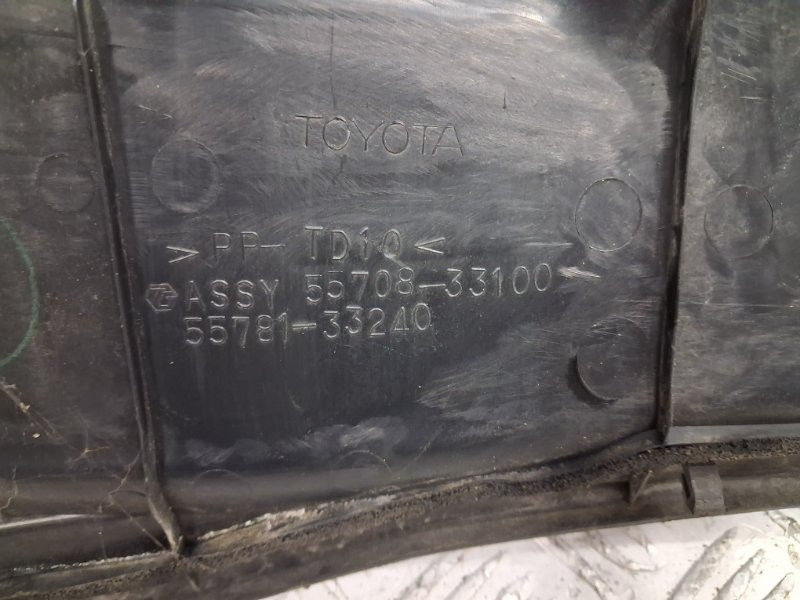 TOYOTA
>PP-TD10<
ASSY 55708-33100
55781-33240